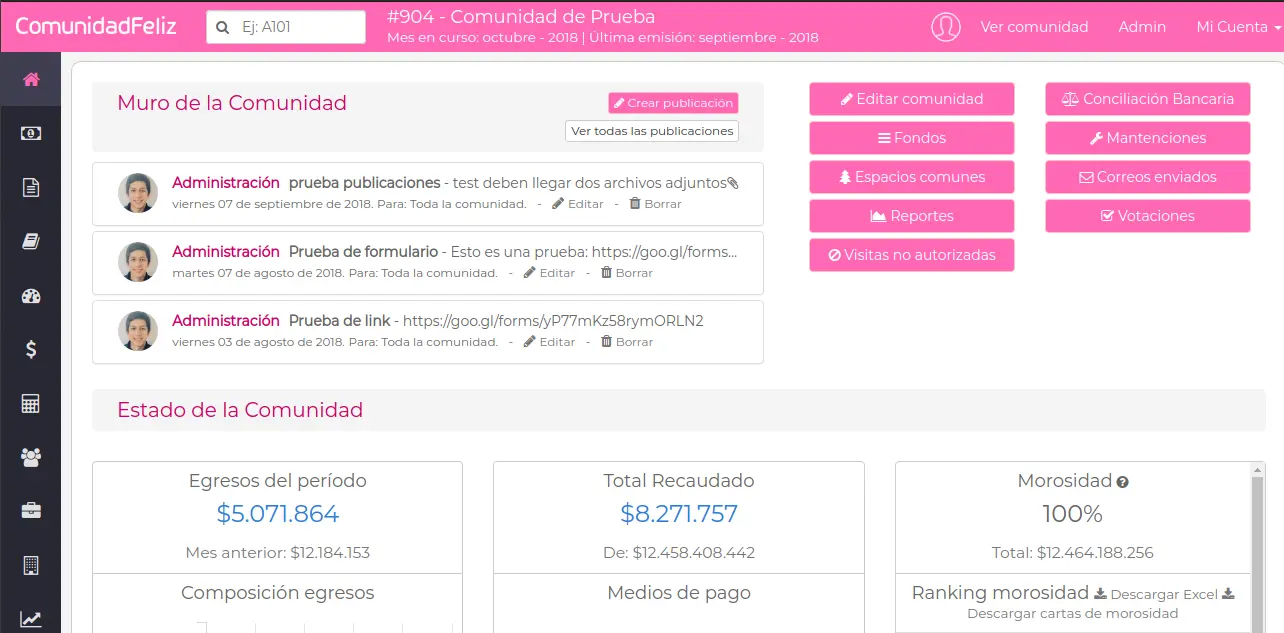 ComunidadFeliz
Ej: A101
#904 - Comunidad de Prueba
Mes en curso: octubre - 2018 | Última emisión: septiembre - 2018
Ver comunidad
Admin
Mi Cuenta
Muro de la Comunidad
Crear publicación
Ver todas las publicaciones
Administración prueba publicaciones - test deben llegar dos archivos adjuntos
viernes 07 de septiembre de 2018. Para: Toda la comunidad. - Editar - Borrar
Administración Prueba de formulario - Esto es una prueba: https://goo.gl/forms...
martes 07 de agosto de 2018. Para: Toda la comunidad. - Editar - Borrar
Administración Prueba de link - https://goo.gl/forms/yP77mKz58rymORLN2
viernes 03 de agosto de 2018. Para: Toda la comunidad. - Editar - Borrar
Editar comunidad
Conciliación Bancaria
Fondos
Mantenciones
Espacios comunes
Correos enviados
Reportes
Votaciones
Visitas no autorizadas
Estado de la Comunidad
Egresos del período
$5.071.864
Mes anterior: $12.184.153
Composición egresos
Total Recaudado
$8.271.757
De: $12.458.408.442
Medios de pago
Morosidad
100%
Total: $12.464.188.256
Ranking morosidad Descargar Excel
Descargar cartas de morosidad